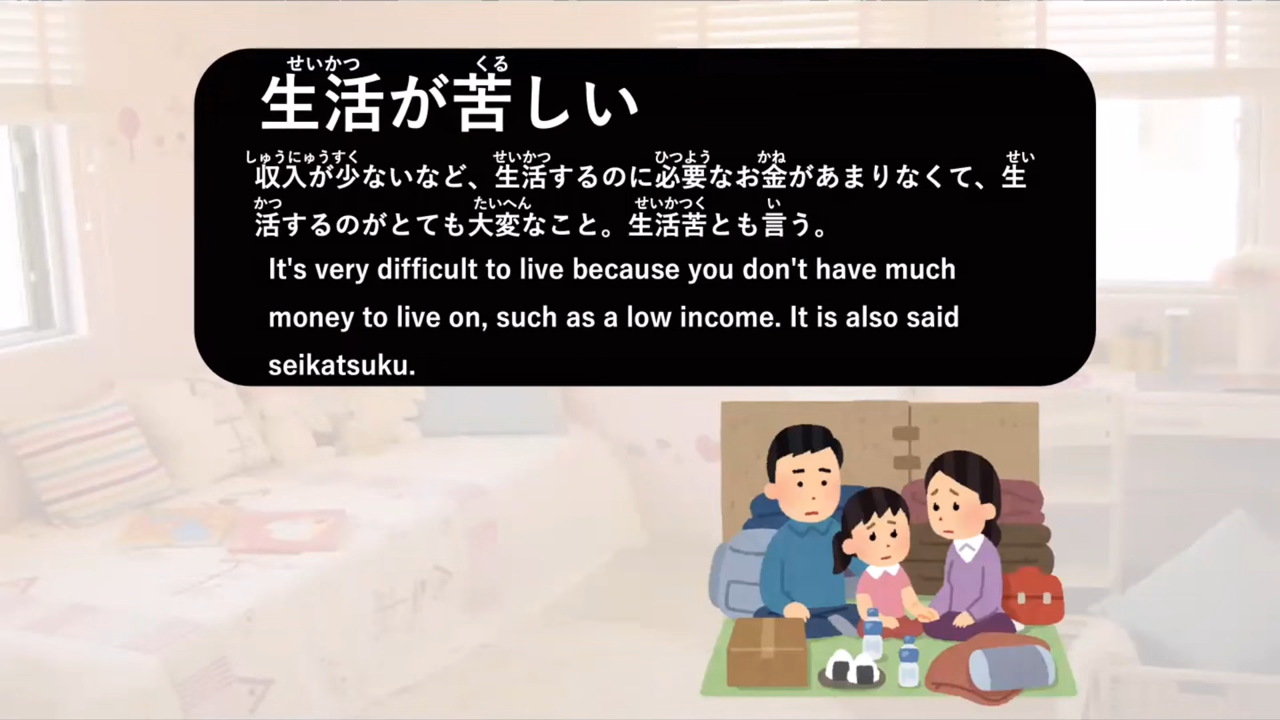 せいかつ くる
生活が苦しい
しゅうにゅうすく せいかつ ひつよう かね せい
収入が少ないなど、生活するのに必要なお金があまりなくて、生
かつ たいへん せいかつく い
活するのがとても大変なこと。生活苦とも言う。
It's very difficult to live because you don't have much
money to live on, such as a low income. It is also said
seikatsuku.